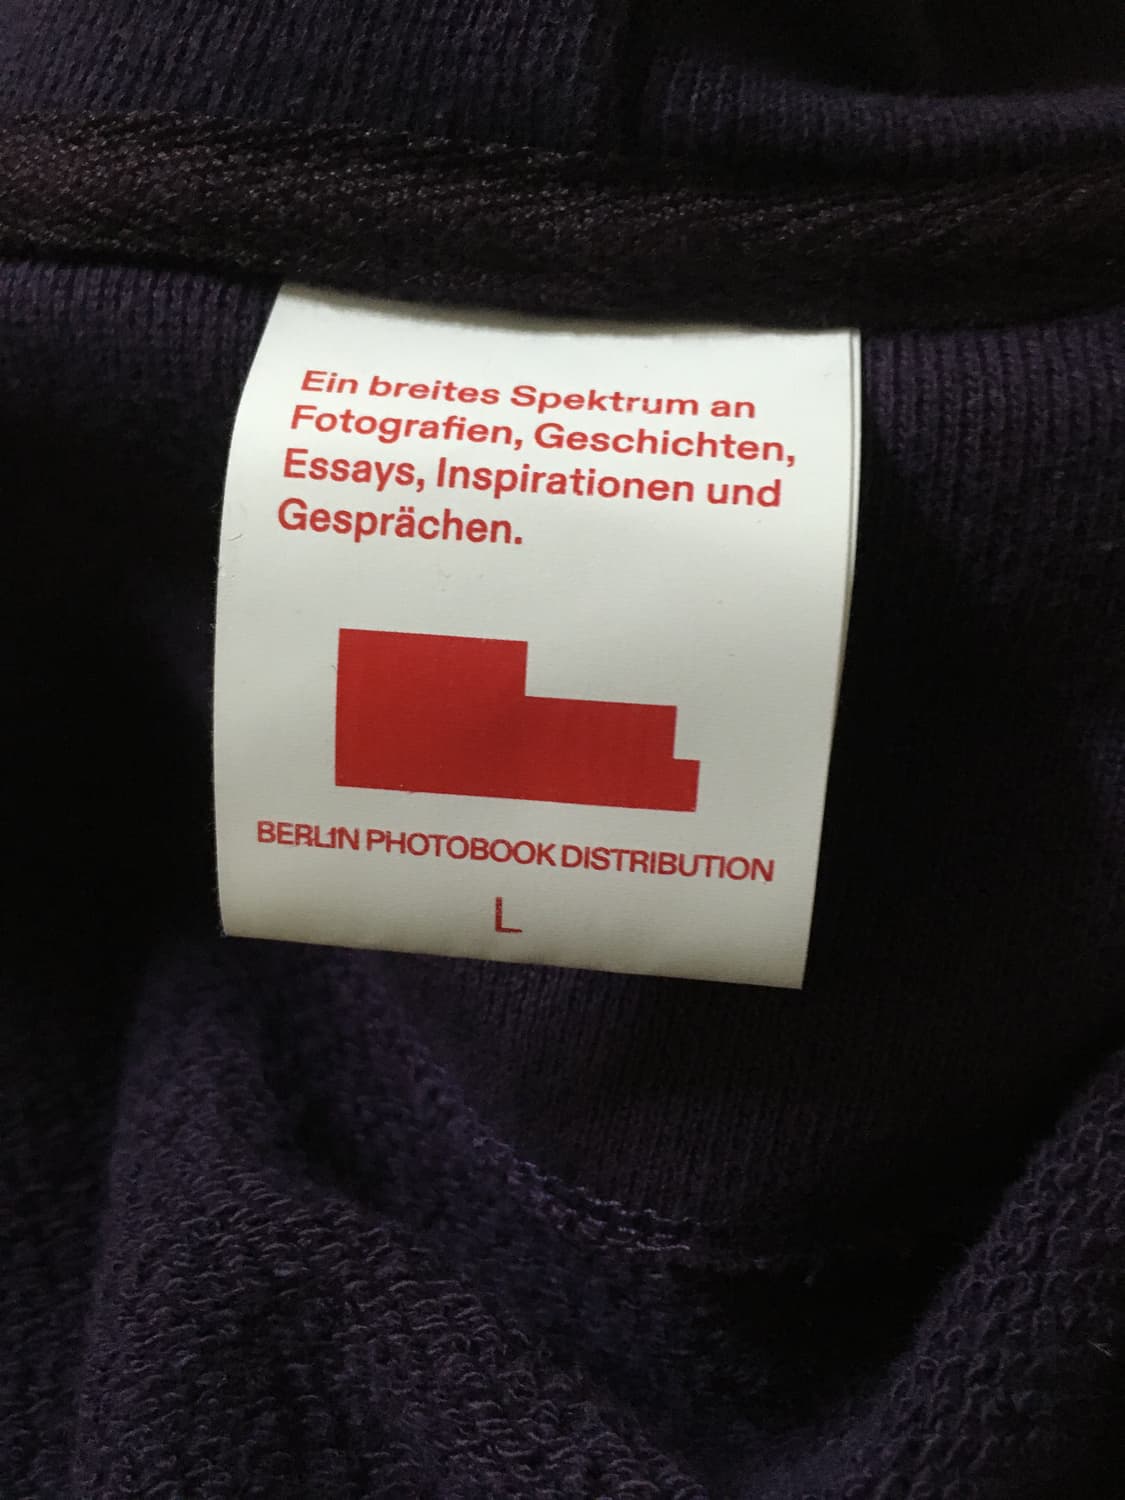 Ein breites Spektrum an
Fotografien, Geschichten,
Essays, Inspirationen und
Gesprächen.
BERLIN PHOTOBOOK DISTRIBUTION
L